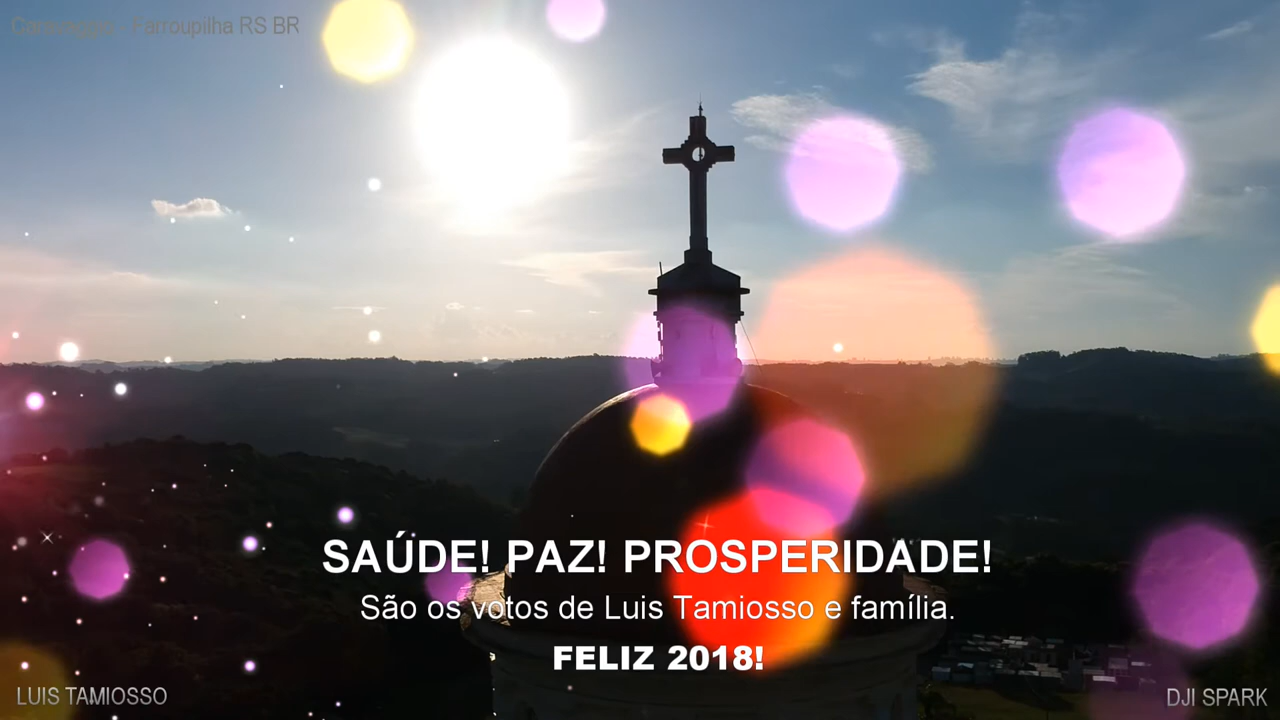 Caravaggio - Farroupilha RS BR
SAÚDE! PAZ! PROSPERIDADE!
São os votos de Luis Tamiosso e família.
FELIZ 2018!
LUIS TAMIOSSO
DJI SPARK